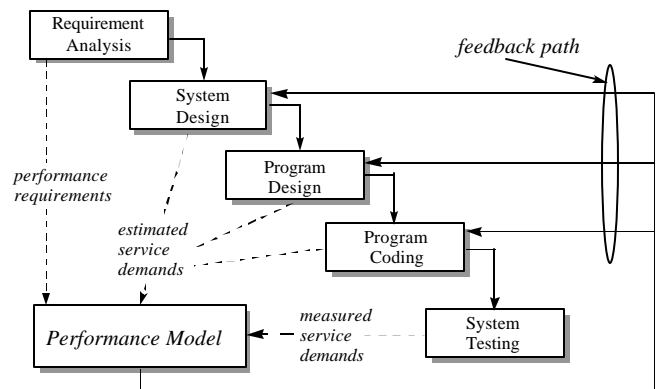 Requirement
Analysis
feedback path
System
Design
Program
Design
performance
requirements
estimated
service
demands
Program
Coding
Performance Model
measured
service
demands
System
Testing